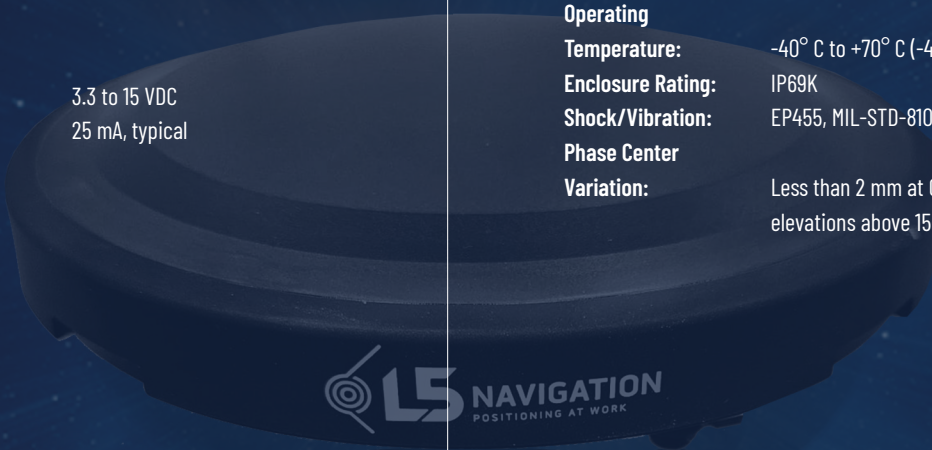 3.3 to 15 VDC
25 mA, typical
Operating
Temperature: -40° C to +70° C (-4
Enclosure Rating: IP69K
Shock/Vibration: EP455, MIL-STD-810
Phase Center
Variation: Less than 2 mm at
elevations above 15
L5 NAVIGATION
POSITIONING AT WORK